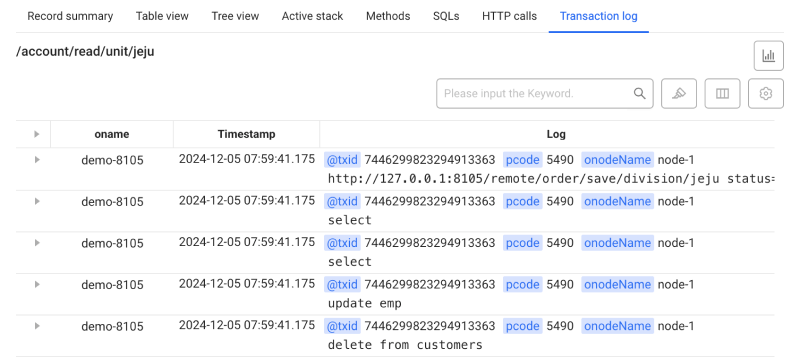 Record summary Table view Tree view Active stack Methods SQLs HTTP calls Transaction log
/account/read/unit/jeju
Please input the Keyword.
oname Timestamp Log
demo-8105 2024-12-05 07:59:41.175 @txid 7446299823294913363 pcode 5490 onodeName node-1
http://127.0.0.1:8105/remote/order/save/division/jeju status=
demo-8105 2024-12-05 07:59:41.175 @txid 7446299823294913363 pcode 5490 onodeName node-1
select
demo-8105 2024-12-05 07:59:41.175 @txid 7446299823294913363 pcode 5490 onodeName node-1
select
demo-8105 2024-12-05 07:59:41.175 @txid 7446299823294913363 pcode 5490 onodeName node-1
update emp
demo-8105 2024-12-05 07:59:41.175 @txid 7446299823294913363 pcode 5490 onodeName node-1
delete from customers